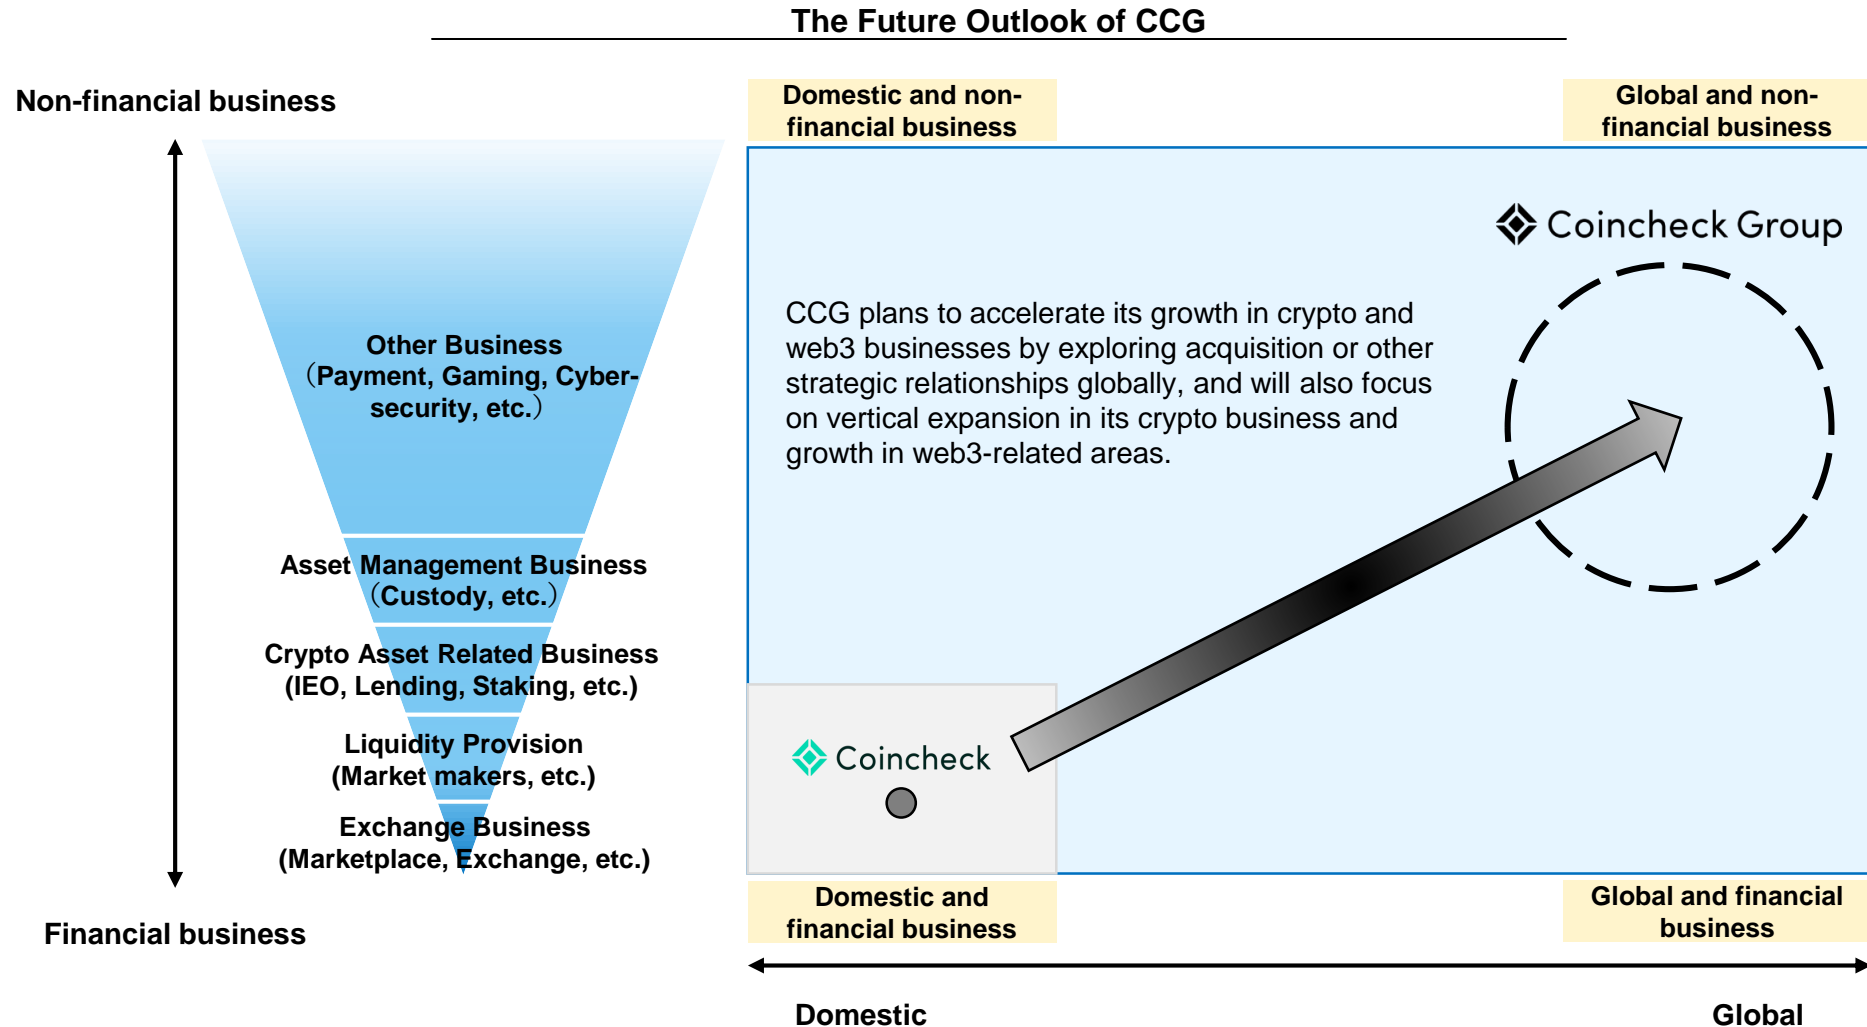 The Future Outlook of CCG
Non-financial business
Other Business
（Payment, Gaming, Cyber-
security, etc.）
Asset Management Business
（Custody, etc.）
Crypto Asset Related Business
(IEO, Lending, Staking, etc.)
Liquidity Provision
(Market makers, etc.)
Exchange Business
(Marketplace, Exchange, etc.)
Financial business
Domestic and non-
financial business
Global and non-
financial business
Coincheck Group
CCG plans to accelerate its growth in crypto and
web3 businesses by exploring acquisition or other
strategic relationships globally, and will also focus
on vertical expansion in its crypto business and
growth in web3-related areas.
Coincheck
Domestic and
financial business
Global and financial
business
Domestic
Global